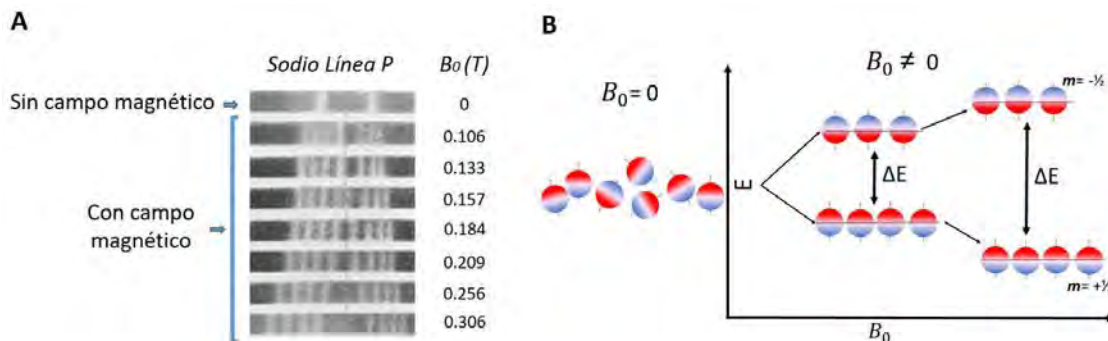 A
Sodio Línea P B₀ (T)
Sin campo magnético 0
0.106
0.133
0.157
Con campo magnético
0.184
0.209
0.256
0.306
B
B₀ = 0
B₀ ≠ 0
m= -½
ΔE
ΔE
E
m= +½
B₀